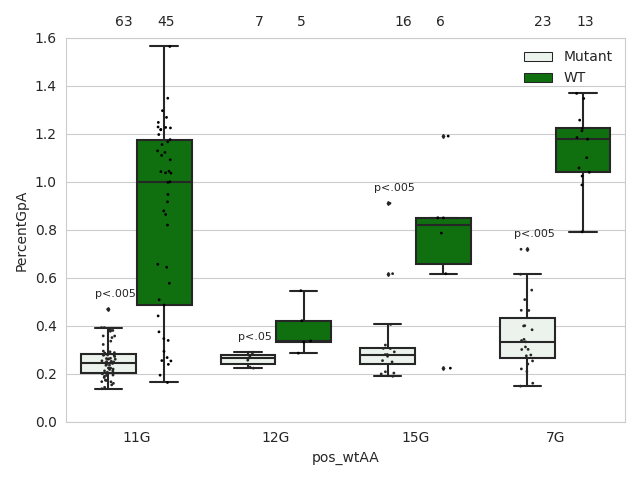 63 45 7 5 16 6 23 13
1.6
Mutant
WT
1.4
1.2
1.0
0.8
0.6
0.4
0.2
0.0
PercentGpA
p<.005
p<.05
p<.005
p<.005
11G 12G 15G 7G
pos_wtAA